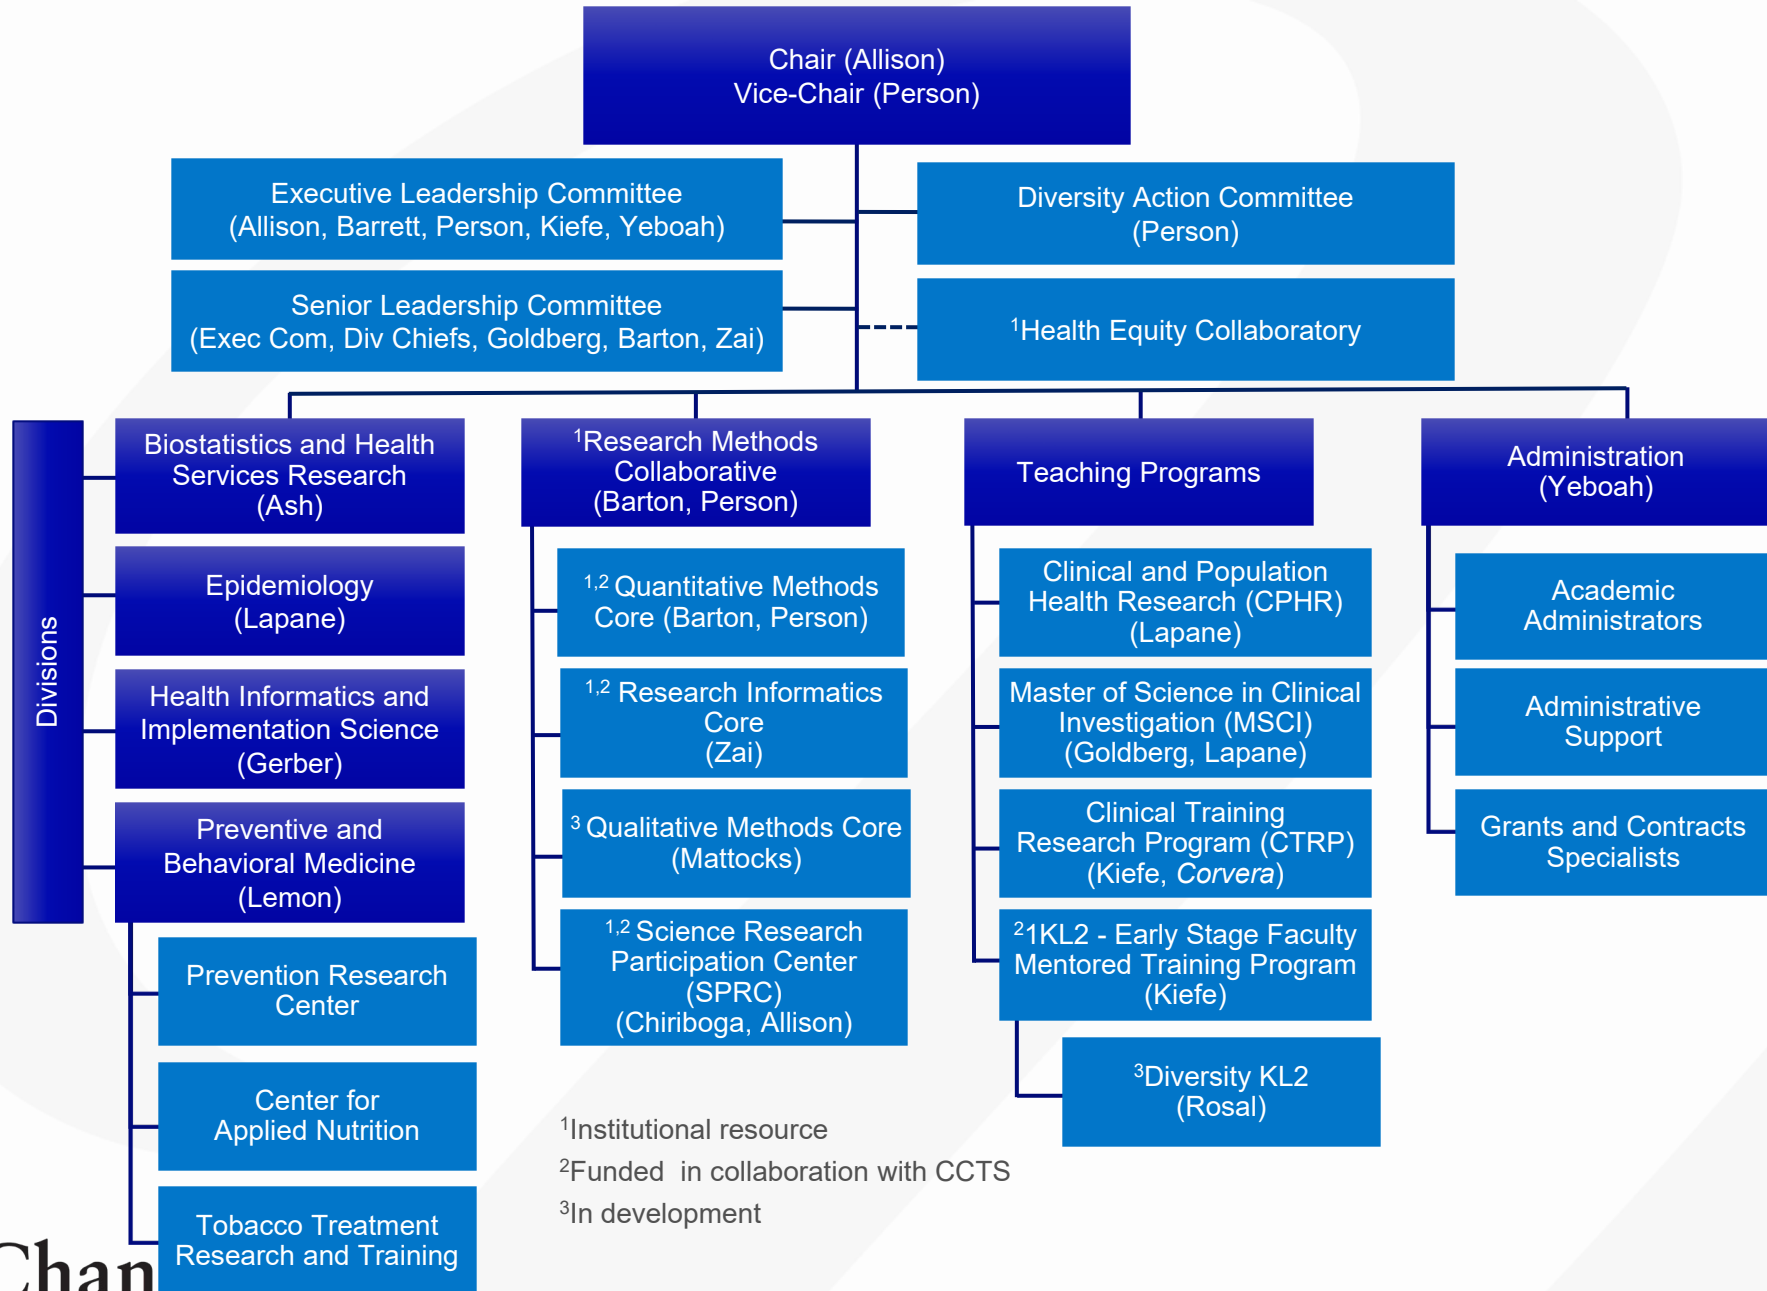 Chair (Allison)
Vice-Chair (Person)
Executive Leadership Committee
(Allison, Barrett, Person, Kiefe, Yeboah)
Diversity Action Committee
(Person)
Senior Leadership Committee
(Exec Com, Div Chiefs, Goldberg, Barton, Zai)
¹Health Equity Collaboratory
Divisions
Biostatistics and Health
Services Research
(Ash)
Epidemiology
(Lapane)
Health Informatics and
Implementation Science
(Gerber)
Preventive and
Behavioral Medicine
(Lemon)
Prevention Research
Center
Center for
Applied Nutrition
Tobacco Treatment
Research and Training
¹Research Methods
Collaborative
(Barton, Person)
¹,² Quantitative Methods
Core (Barton, Person)
¹,² Research Informatics
Core
(Zai)
³ Qualitative Methods Core
(Mattocks)
¹,² Science Research
Participation Center
(SPRC)
(Chiriboga, Allison)
Teaching Programs
Clinical and Population
Health Research (CPHR)
(Lapane)
Master of Science in Clinical
Investigation (MSCI)
(Goldberg, Lapane)
Clinical Training
Research Program (CTRP)
(Kiefe, Corvera)
²1KL2 - Early Stage Faculty
Mentored Training Program
(Kiefe)
³Diversity KL2
(Rosal)
Administration
(Yeboah)
Academic
Administrators
Administrative
Support
Grants and Contracts
Specialists
¹Institutional resource
²Funded  in collaboration with CCTS
³In development
Chan